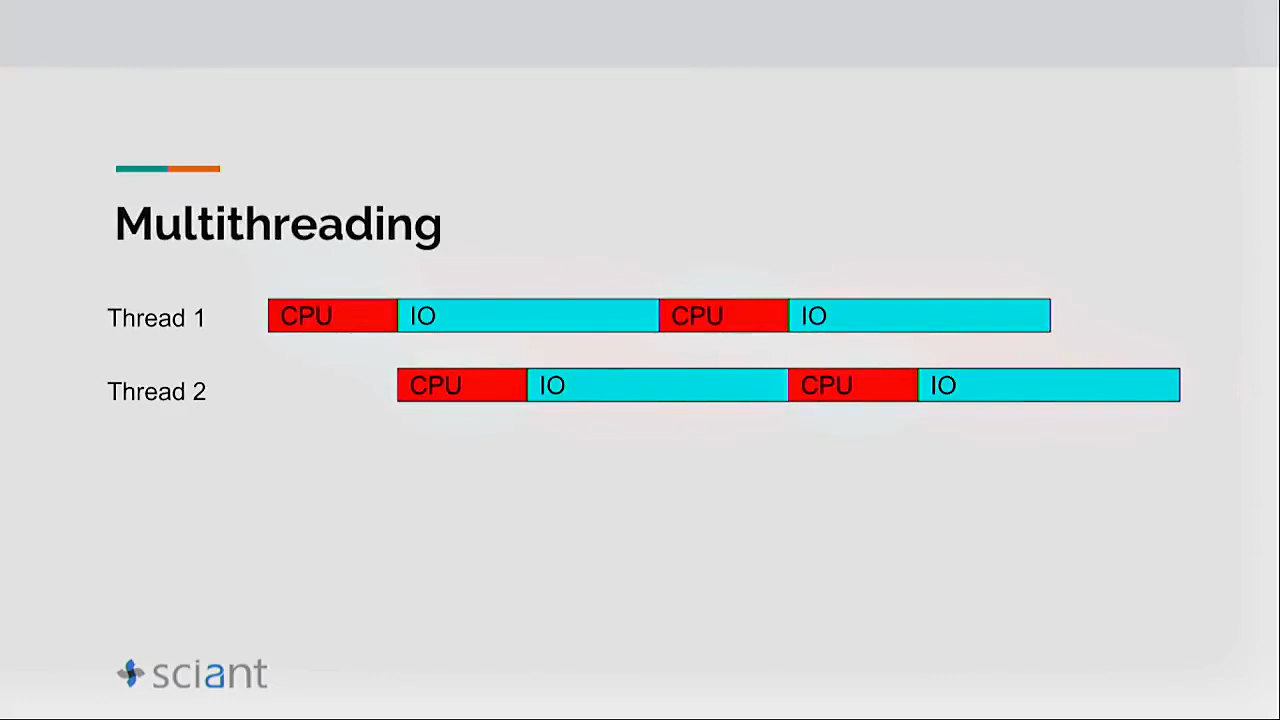 Multithreading
Thread 1 CPU IO CPU IO
Thread 2 CPU IO CPU IO
sciant